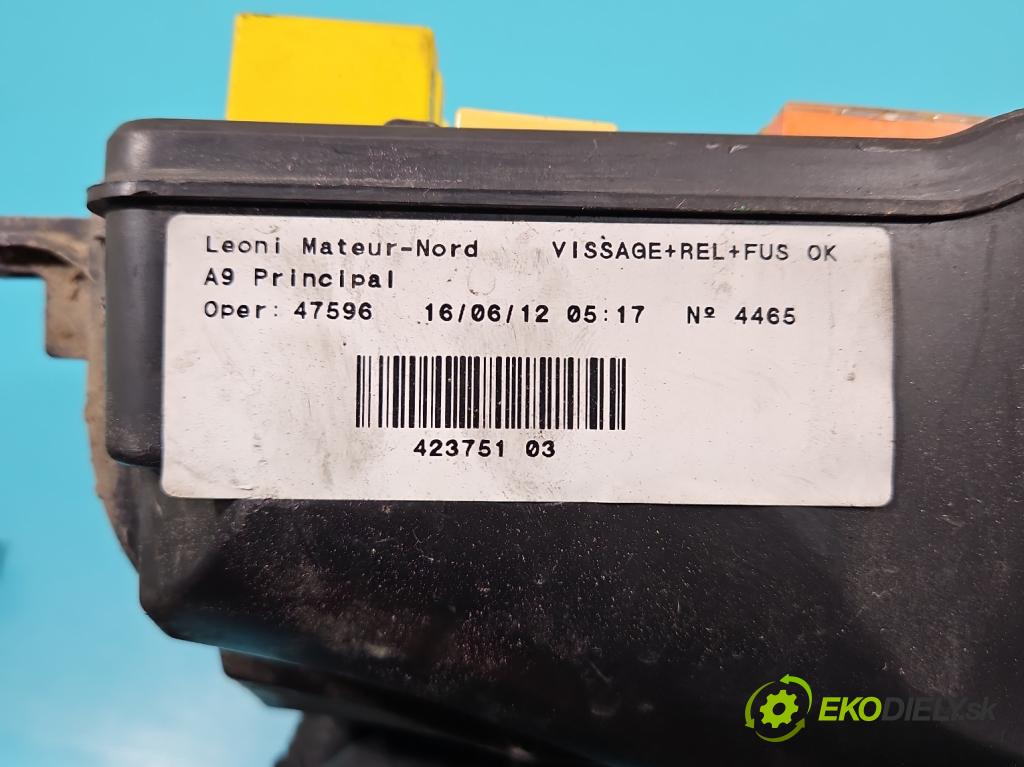 Leoni Mateur-Nord VISSAGE+REL+FUS OK
A9 Principal
Oper: 47596 16/06/12 05:17 Nº 4465
423751 03
EKODIELY.sk